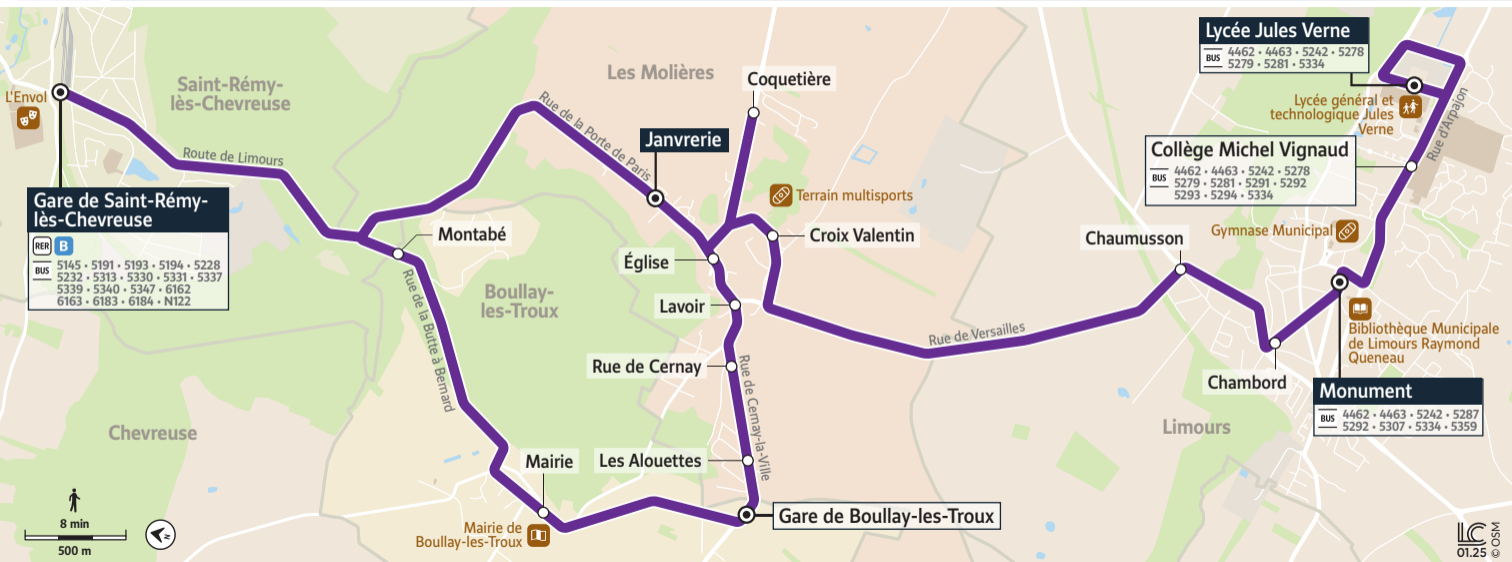 L'Envol
Saint-Rémy-
lès-Chevreuse
Route de Limours
Gare de Saint-Rémy-
lès-Chevreuse
RER B
BUS
5145 • 5191 • 5193 • 5194 • 5228
5232 • 5313 • 5330 • 5331 • 5337
5339 • 5340 • 5347 • 6162
6163 • 6183 • 6184 • N122
Montabé
Rue de la Butte à Bernard
Chevreuse
8 min
500 m
N
Boullay-
les-Troux
Mairie
Mairie de
Boullay-les-Troux
Les Molières
Rue de la Porte de Paris
Janvrerie
Coquetière
Terrain multisports
Croix Valentin
Église
Lavoir
Rue de Cernay
Rue de Cernay-la-Ville
Les Alouettes
Gare de Boullay-les-Troux
Rue de Versailles
Chaumusson
Chambord
Limours
Lycée Jules Verne
BUS
4462 • 4463 • 5242 • 5278
5279 • 5281 • 5334
Lycée général et
technologique Jules
Verne
Rue d'Arpajon
Collège Michel Vignaud
BUS
4462 • 4463 • 5242 • 5278
5279 • 5281 • 5291 • 5292
5293 • 5294 • 5334
Gymnase Municipal
Bibliothèque Municipale
de Limours Raymond
Queneau
Monument
BUS
4462 • 4463 • 5242 • 5287
5292 • 5307 • 5334 • 5359
LC
01.25
© OSM